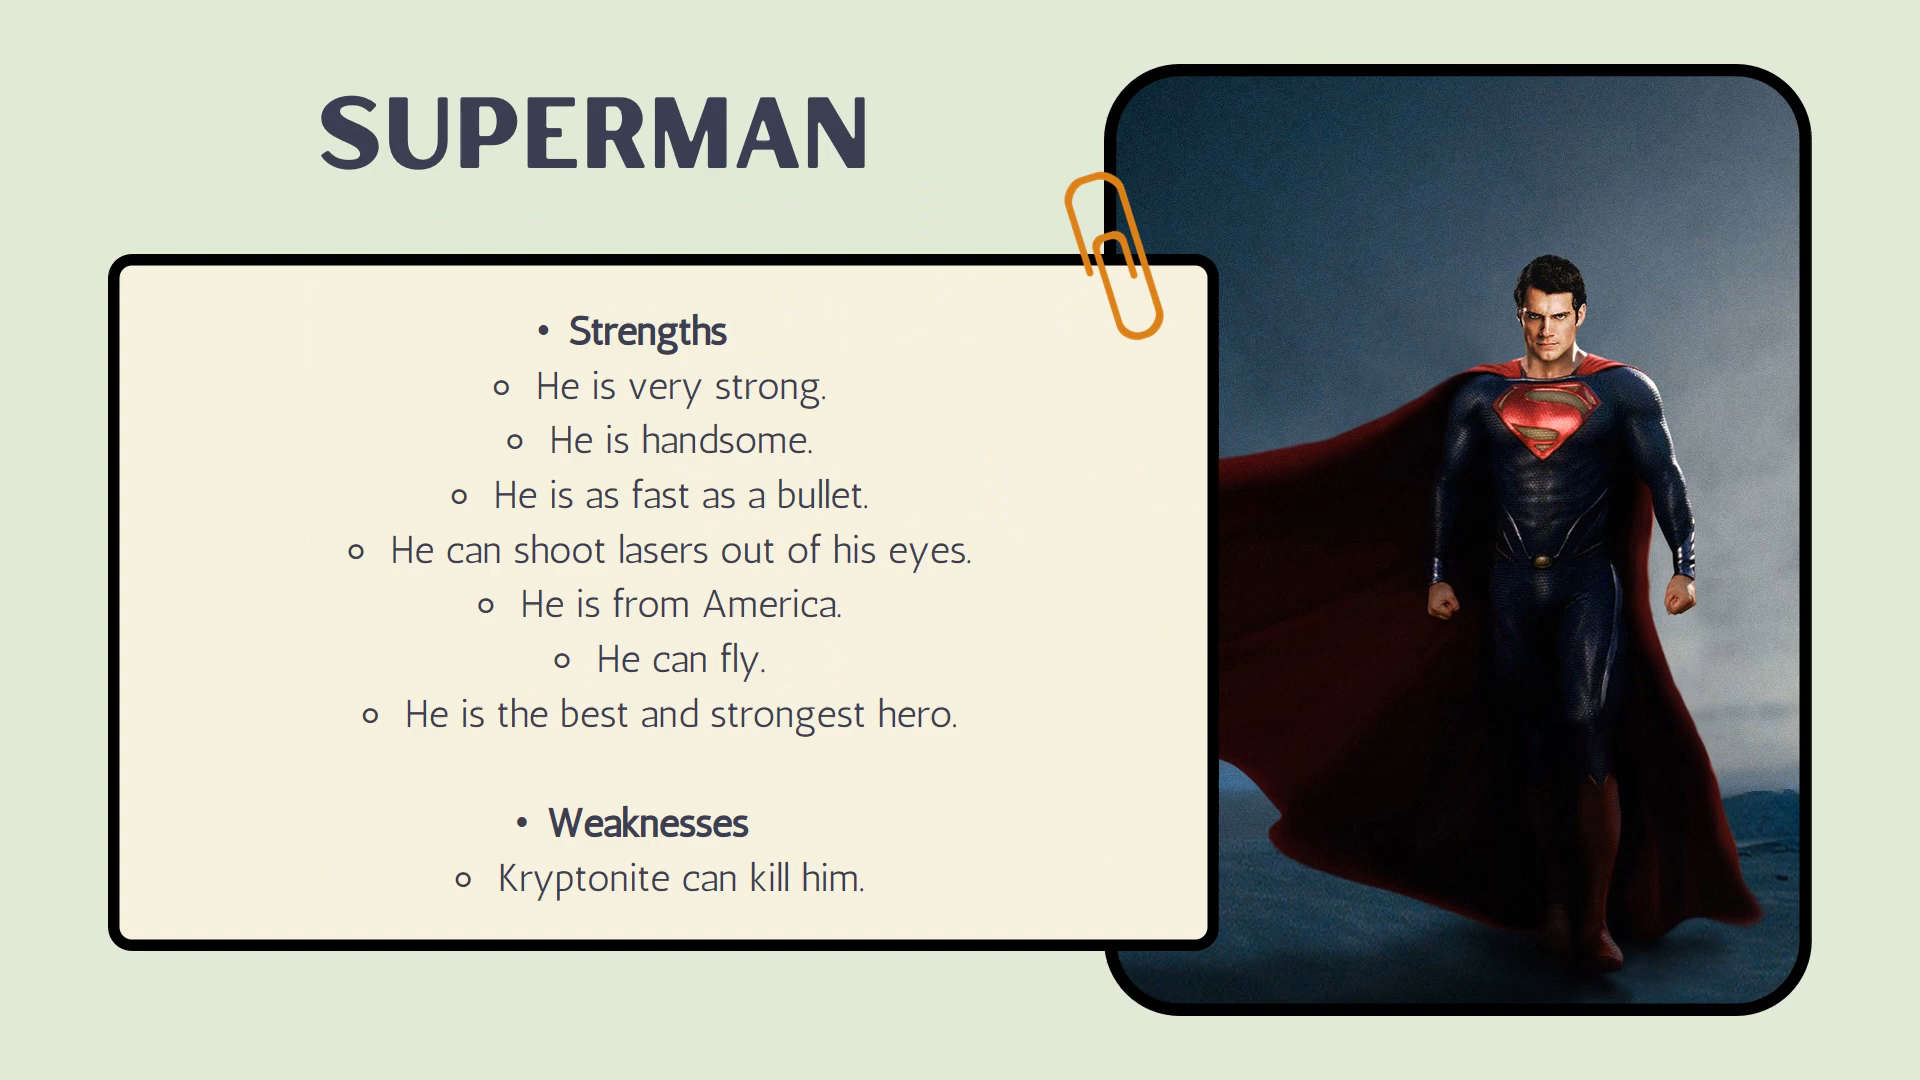 SUPERMAN
• Strengths
○ He is very strong.
○ He is handsome.
○ He is as fast as a bullet.
○ He can shoot lasers out of his eyes.
○ He is from America.
○ He can fly.
○ He is the best and strongest hero.
• Weaknesses
○ Kryptonite can kill him.